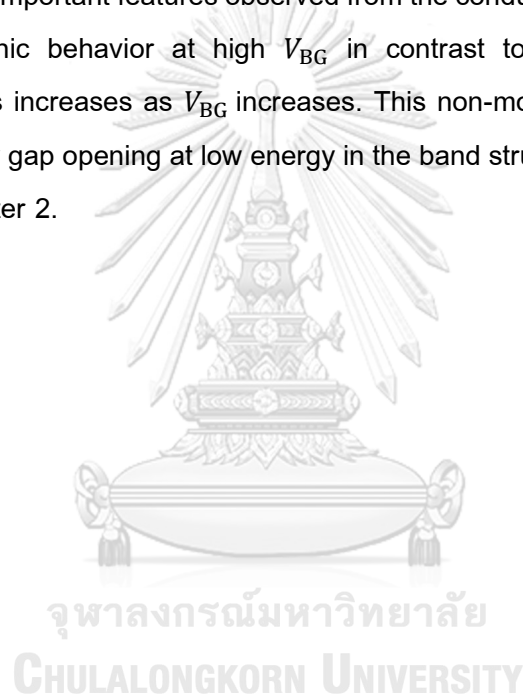 important features observed from the condu
nic behavior at high V_BG in contrast to
s increases as V_BG increases. This non-mo
gap opening at low energy in the band stru
ter 2.
จุฬาลงกรณ์มหาวิทยาลัย
CHULALONGKORN UNIVERSITY